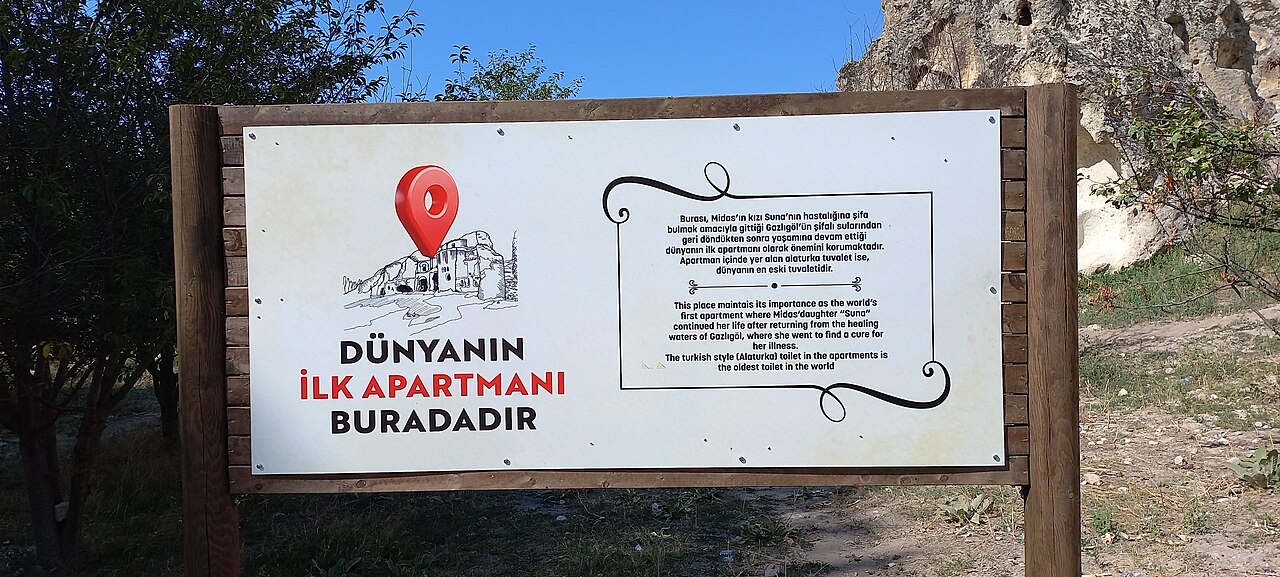 DÜNYANIN
İLK APARTMANI
BURADADIR
Burası, Midas'ın kızı Suna'nın hastalığına şifa
bulmak amacıyla gittiği Gazlıgöl'ün şifalı sularından
geri döndükten sonra yaşamına devam ettiği
dünyanın ilk apartmanı olarak önemini korumaktadır.
Apartman içinde yer alan alaturka tuvalet ise,
dünyanın en eski tuvaletidir.
This place maintais its importance as the world's
first apartment where Midas'daughter "Suna"
continued her life after returning from the healing
waters of Gazlıgöl, where she went to find a cure for
her illness.
The turkish style (Alaturka) toilet in the apartments is
the oldest toilet in the world